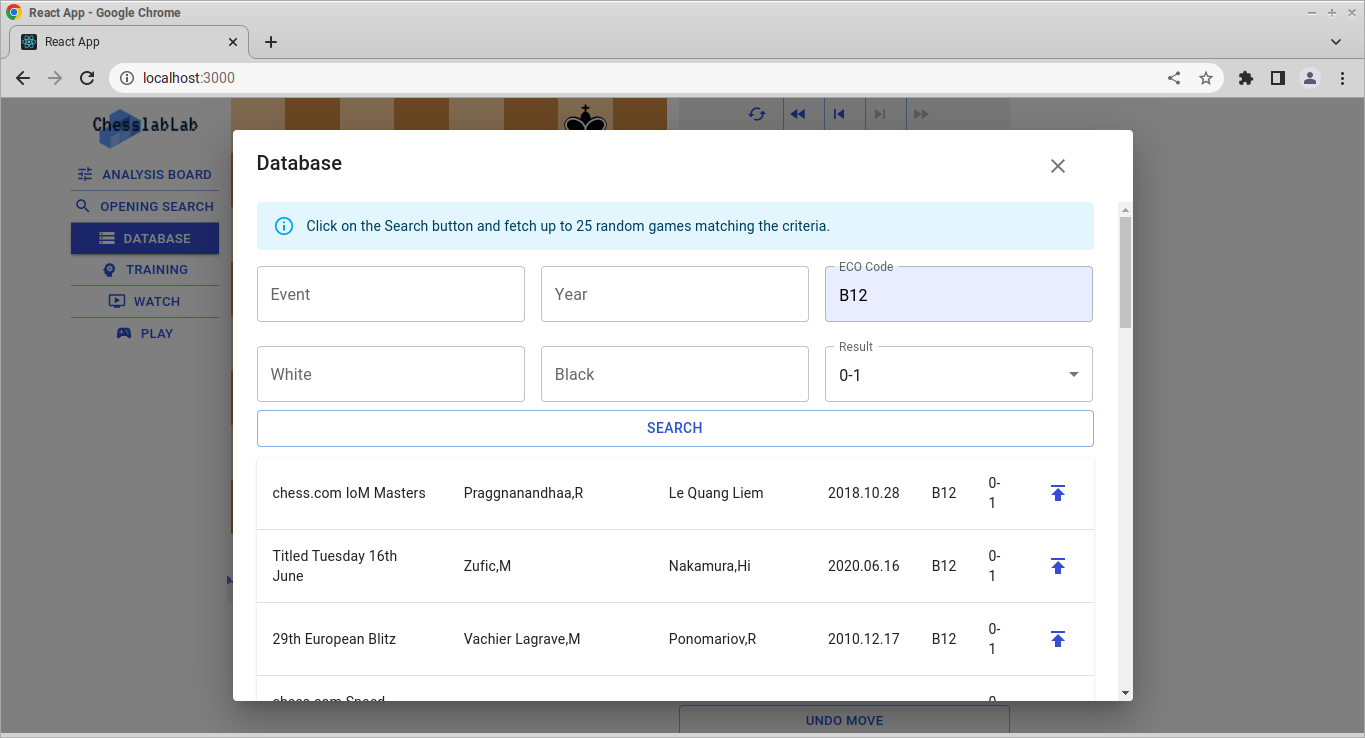 React App - Google Chrome
React App
localhost:3000
ChesslabLab
ANALYSIS BOARD
OPENING SEARCH
DATABASE
TRAINING
WATCH
PLAY
Database
Click on the Search button and fetch up to 25 random games matching the criteria.
Event
Year
ECO Code
B12
White
Black
Result
0-1
SEARCH
chess.com IoM Masters Praggnanandhaa,R Le Quang Liem 2018.10.28 B12 0-
1
Titled Tuesday 16th
June
Zufic,M Nakamura,Hi 2020.06.16 B12 0-
1
29th European Blitz Vachier Lagrave,M Ponomariov,R 2010.12.17 B12 0-
1
chess.com Speed
UNDO MOVE